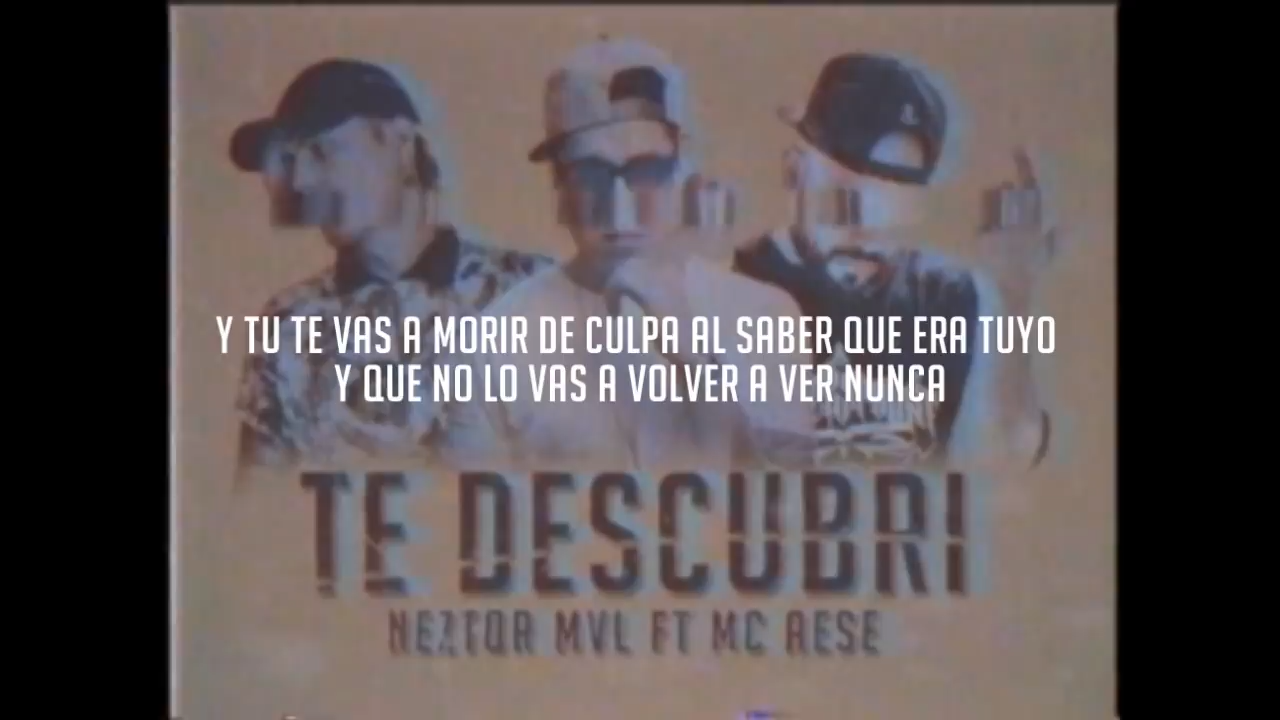 Y TU TE VAS A MORIR DE CULPA AL SABER QUE ERA TUYO
Y QUE NO LO VAS A VOLVER A VER NUNCA
TE DESCUBRI
NEZTOR MVL FT MC AESE